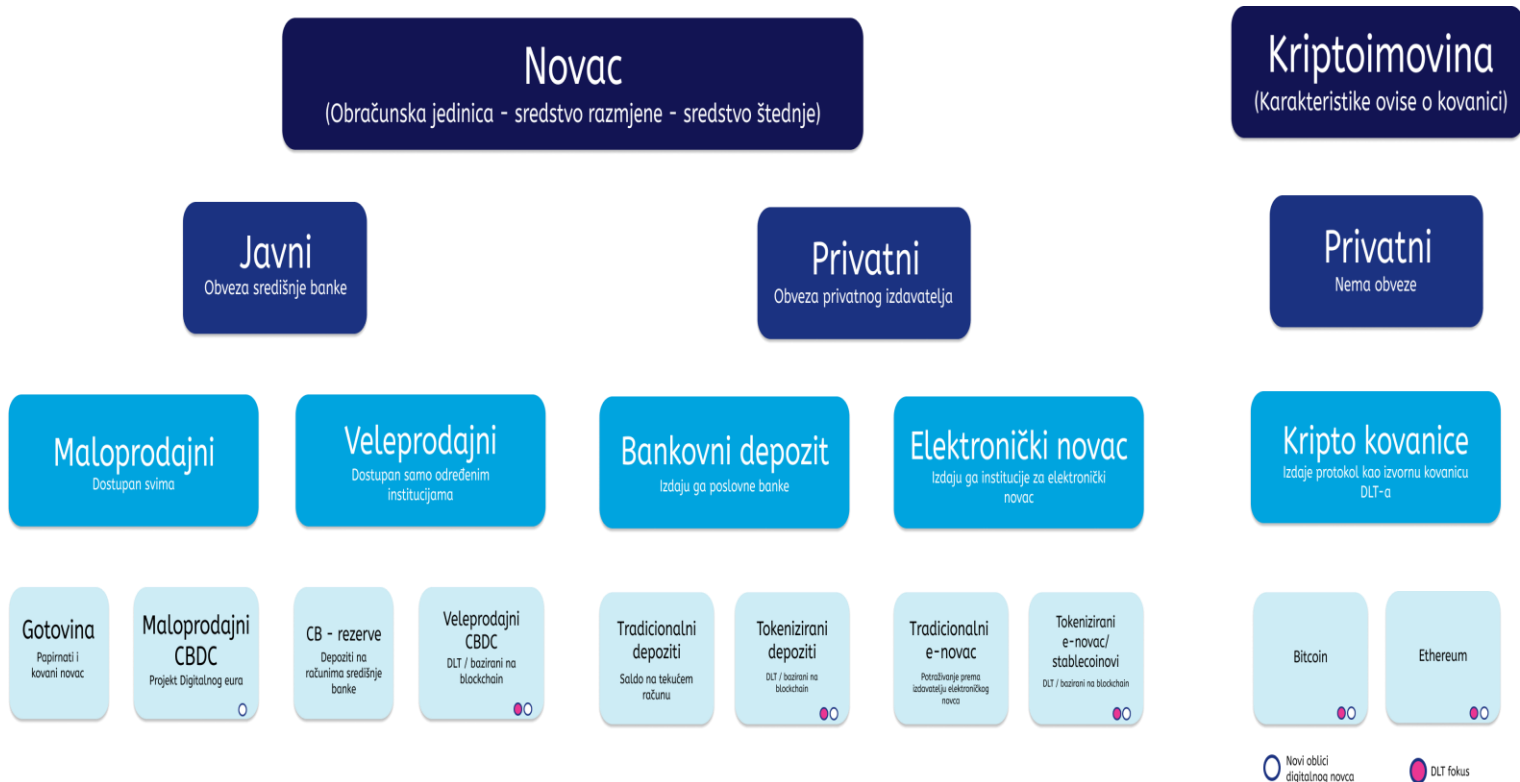 Novac
(Obračunska jedinica - sredstvo razmjene - sredstvo štednje)
Kriptoimovina
(Karakteristike ovise o kovanici)
Javni
Obveza središnje banke
Privatni
Obveza privatnog izdavatelja
Privatni
Nema obveze
Maloprodajni
Dostupan svima
Veleprodajni
Dostupan samo određenim
institucijama
Bankovni depozit
Izdaju ga poslovne banke
Elektronički novac
Izdaju ga institucije za elektronički
novac
Kripto kovanice
Izdaje protokol kao izvornu kovanicu
DLT-a
Gotovina
Papirnati i
kovani novac
Maloprodajni
CBDC
Projekt Digitalnog eura
CB - rezerve
Depoziti na
računima središnje
banke
Veleprodajni
CBDC
DLT / bazirani na
blockchain
Tradicionalni
depoziti
Saldo na tekućem
računu
Tokenizirani
depoziti
DLT / bazirani na
blockchain
Tradicionalni
e-novac
Potraživanje prema
izdavatelju elektroničkog
novca
Tokenizirani
e-novac/
stablecoinovi
DLT / bazirani na blockchain
Bitcoin
Ethereum
Novi oblici
digitalnog novca
DLT fokus